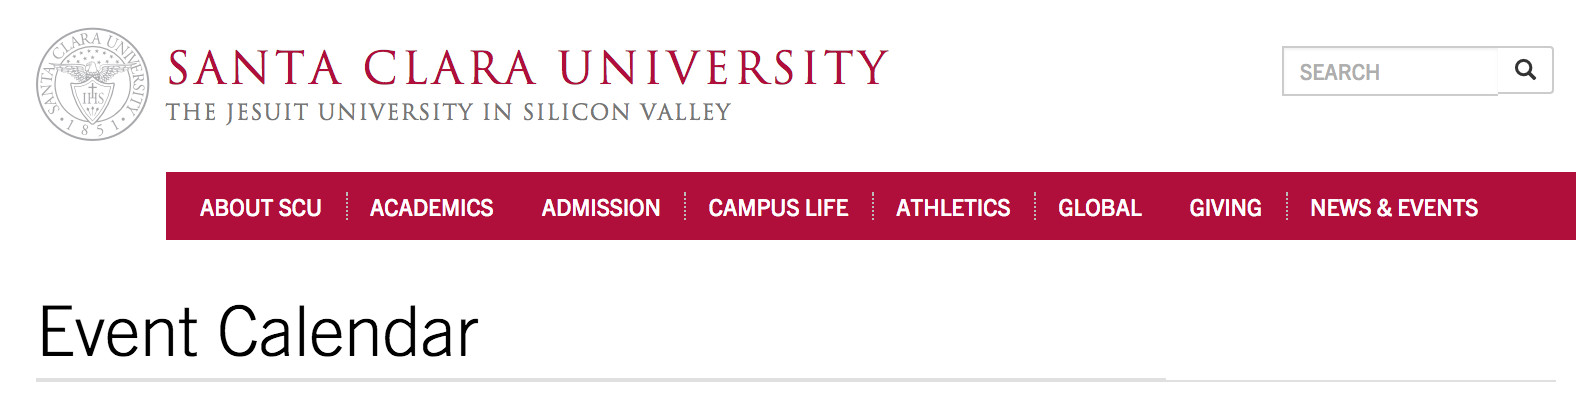 SANTA CLARA UNIVERSITY
1851
IHS
SANTA CLARA UNIVERSITY
THE JESUIT UNIVERSITY IN SILICON VALLEY
SEARCH
ABOUT SCU ACADEMICS ADMISSION CAMPUS LIFE ATHLETICS GLOBAL GIVING NEWS & EVENTS
Event Calendar